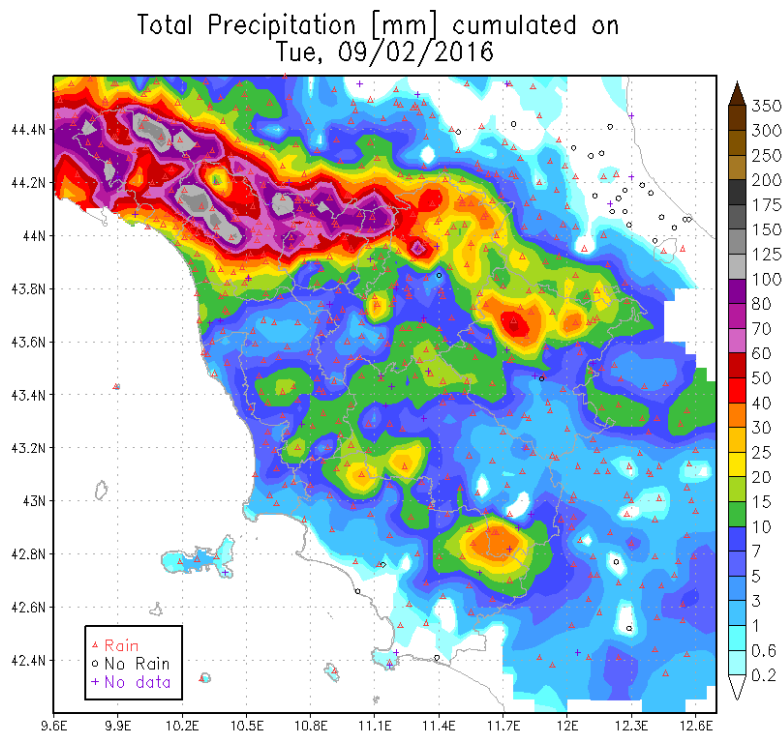 Total Precipitation [mm] cumulated on
Tue, 09/02/2016
44.4N
44.2N
44N
43.8N
43.6N
43.4N
43.2N
43N
42.8N
42.6N
42.4N
9.6E 9.9E 10.2E 10.5E 10.8E 11.1E 11.4E 11.7E 12E 12.3E 12.6E
Rain
No Rain
No data
350
300
250
200
175
150
125
100
80
70
60
50
40
30
25
20
15
10
7
5
3
1
0.6
0.2